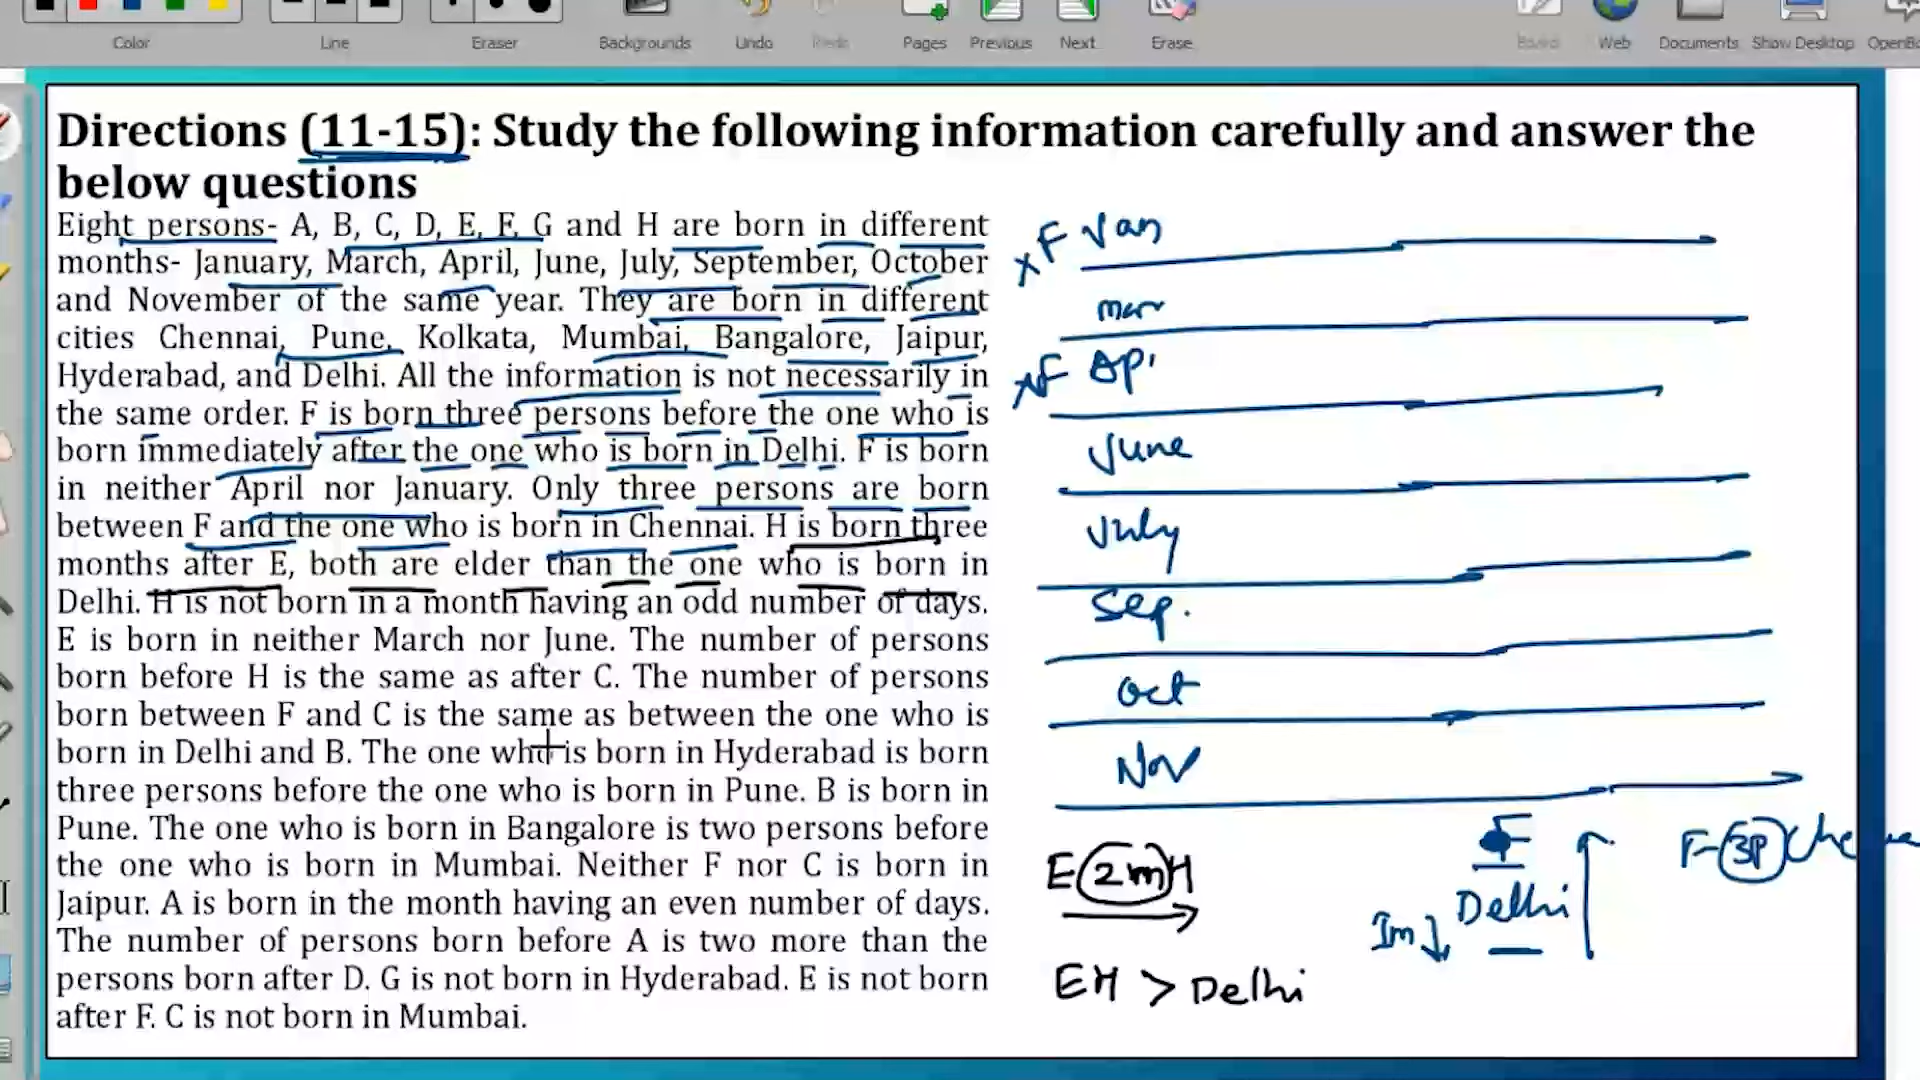 Color Line Eraser Backgrounds Undo Redo Pages Previous Next Erase Board Web Documents Show Desktop
Directions (11-15): Study the following information carefully and answer the
below questions
Eight persons- A, B, C, D, E, F, G and H are born in different
months- January, March, April, June, July, September, October
and November of the same year. They are born in different
cities Chennai, Pune, Kolkata, Mumbai, Bangalore, Jaipur,
Hyderabad, and Delhi. All the information is not necessarily in
the same order. F is born three persons before the one who is
born immediately after the one who is born in Delhi. F is born
in neither April nor January. Only three persons are born
between F and the one who is born in Chennai. H is born three
months after E, both are elder than the one who is born in
Delhi. H is not born in a month having an odd number of days.
E is born in neither March nor June. The number of persons
born before H is the same as after C. The number of persons
born between F and C is the same as between the one who is
born in Delhi and B. The one who is born in Hyderabad is born
three persons before the one who is born in Pune. B is born in
Pune. The one who is born in Bangalore is two persons before
the one who is born in Mumbai. Neither F nor C is born in
Jaipur. A is born in the month having an even number of days.
The number of persons born before A is two more than the
persons born after D. G is not born in Hyderabad. E is not born
after F. C is not born in Mumbai.
xF Jan
mar
xF Ap.
June
July
Sep.
Oct
Nov
E 2m H
EH > Delhi
F
Delhi
Im
F 3P